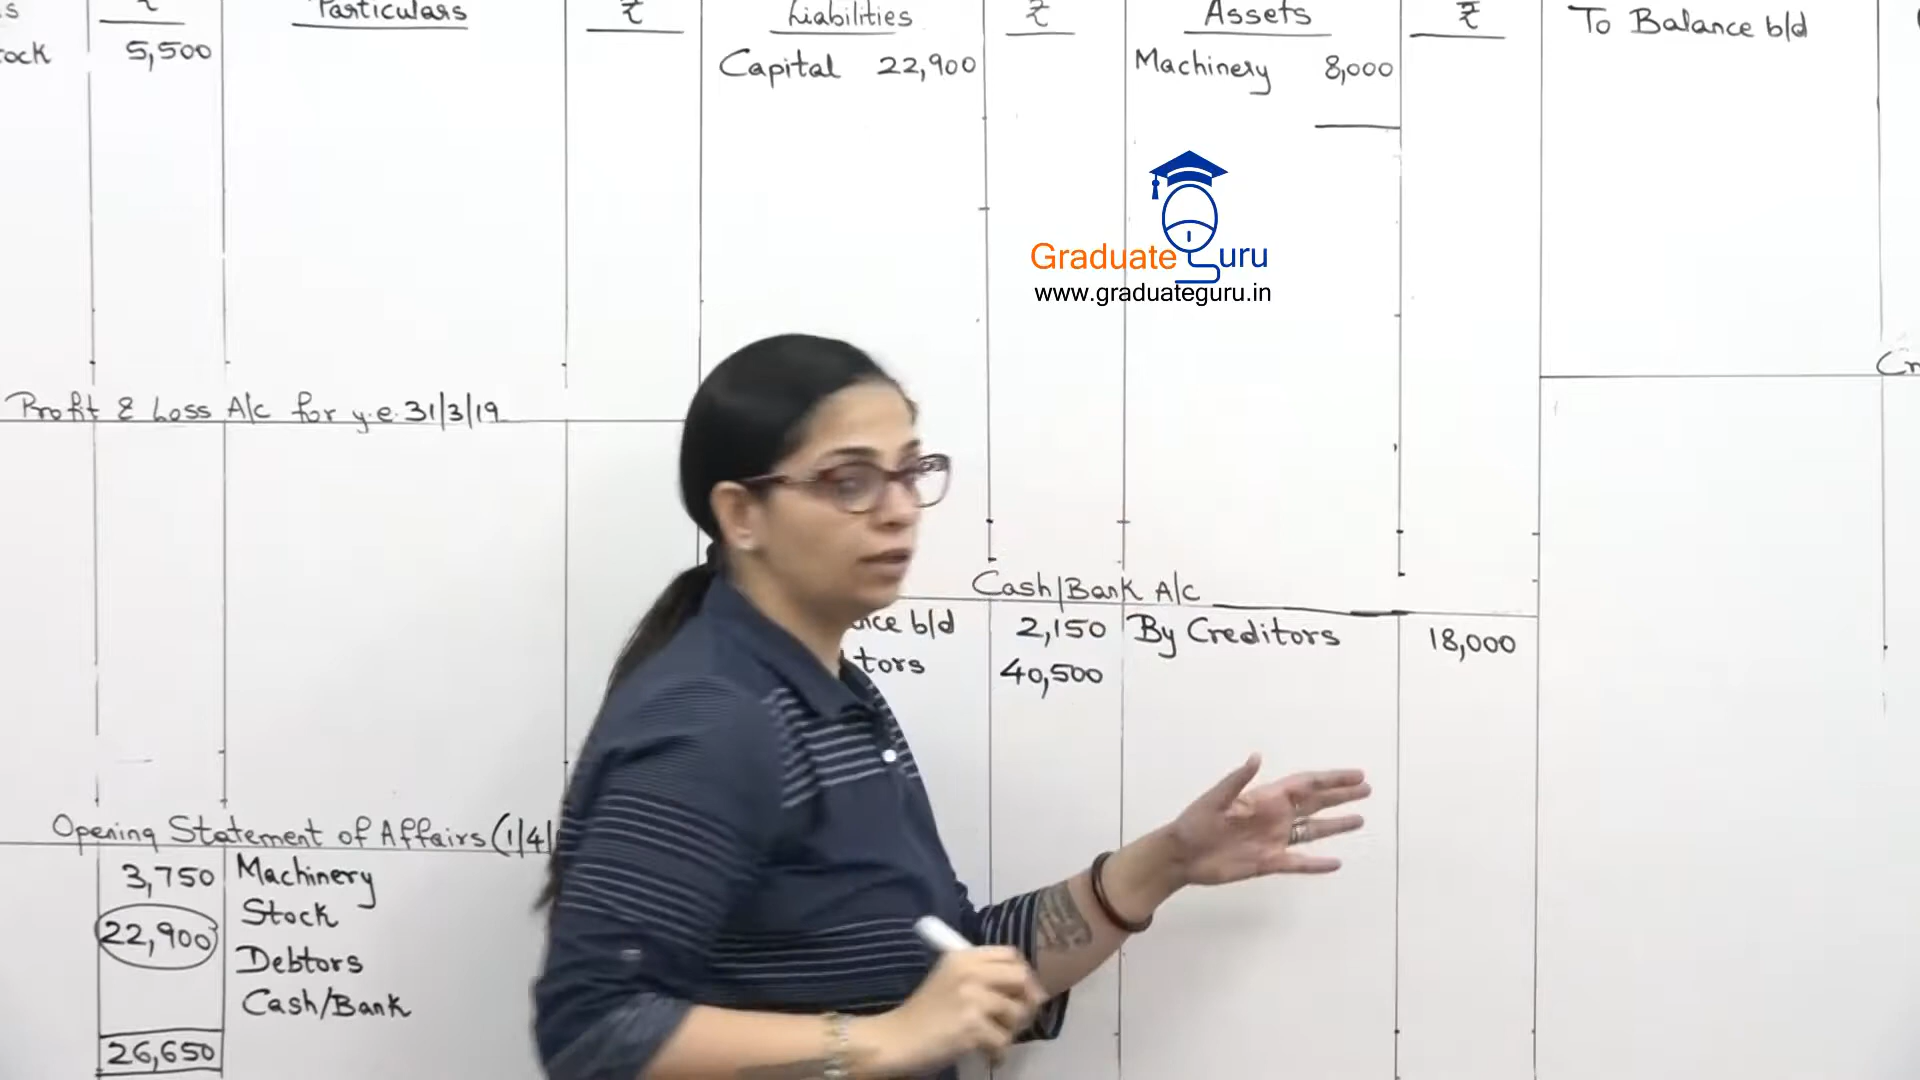 Particulars ₹ Liabilities ₹ Assets ₹ To Balance b/d
5,500 Capital 22,900 Machinery 8,000
Graduate Guru
www.graduateguru.in
Profit & Loss A/c for y.e. 31/3/19
Cash/Bank A/c
b/d 2,150 By Creditors 18,000
40,500
Opening Statement of Affairs (1/4/
3,750 Machinery
22,900 Stock
Debtors
Cash/Bank
26,650